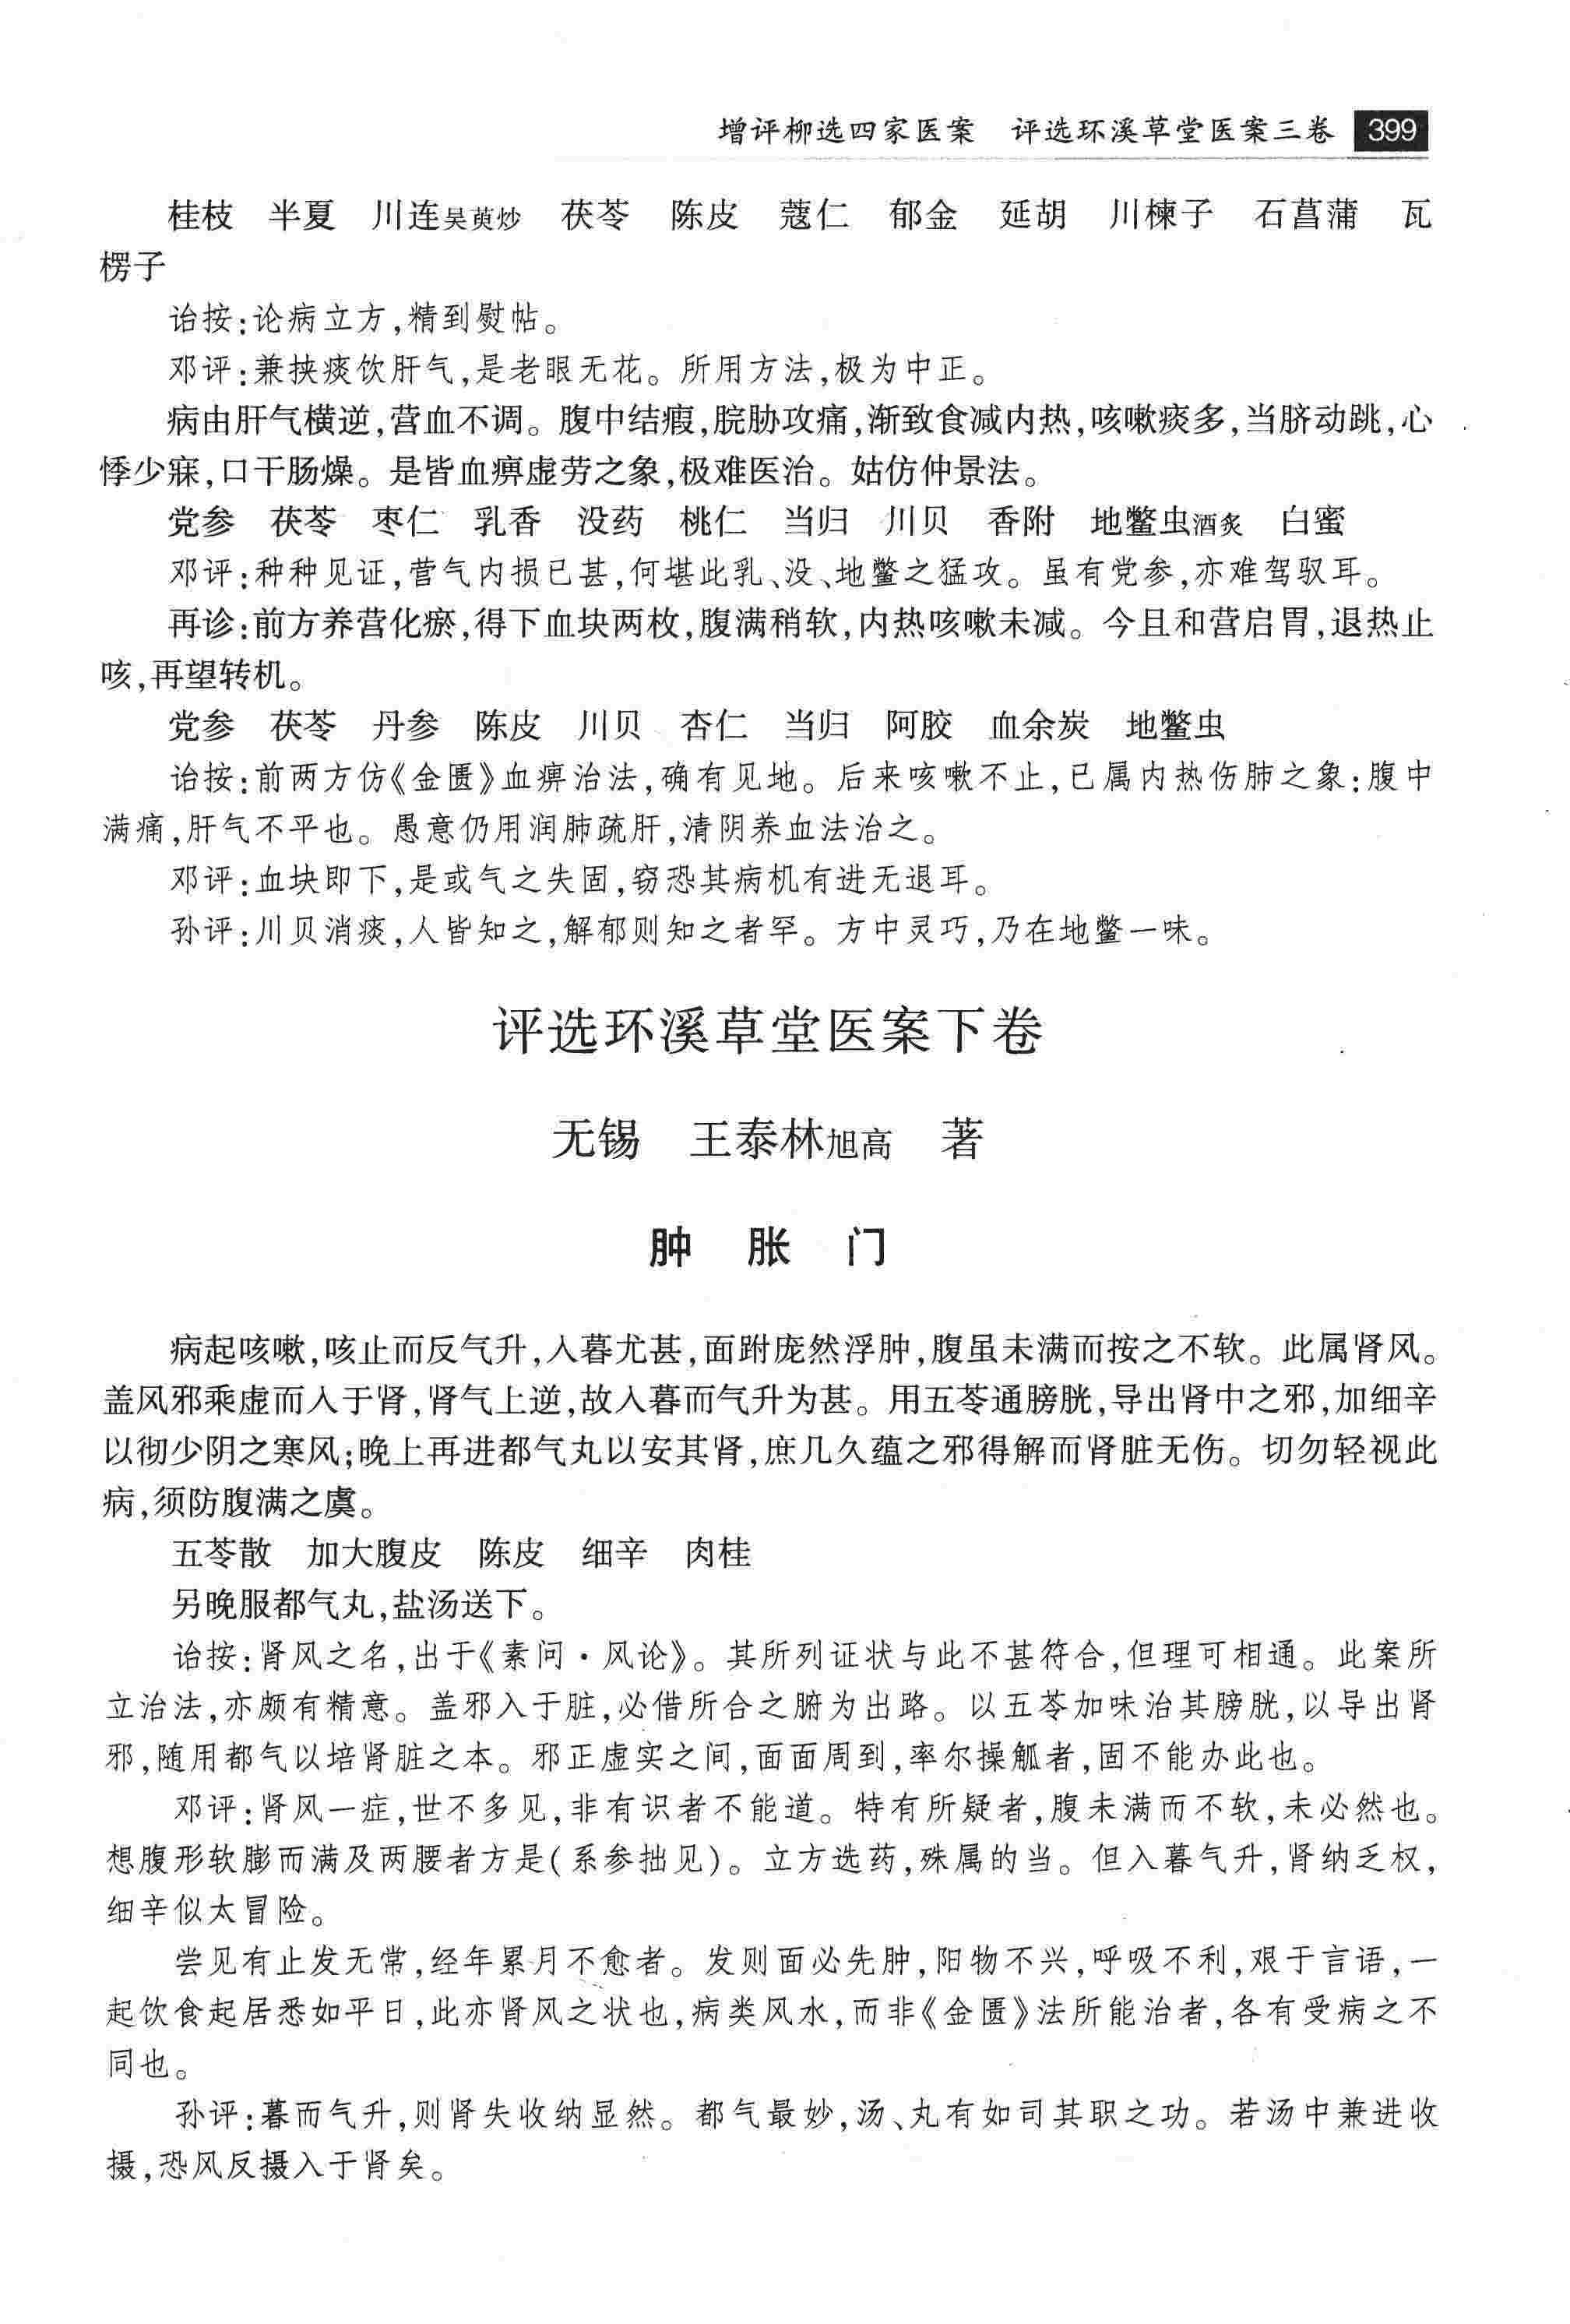 增评柳选四家医案　评选环溪草堂医案三卷　399
桂枝　半夏　川连吴萸炒　茯苓　陈皮　蔻仁　郁金　延胡　川楝子　石菖蒲　瓦
楞子
诒按:论病立方,精到熨帖。
邓评:兼挟痰饮肝气,是老眼无花。所用方法,极为中正。
病由肝气横逆,营血不调。腹中结瘕,脘胁攻痛,渐致食减内热,咳嗽痰多,当脐动跳,心
悸少寐,口干肠燥。是皆血痹虚劳之象,极难医治。姑仿仲景法。
党参　茯苓　枣仁　乳香　没药　桃仁　当归　川贝　香附　地鳖虫酒炙　白蜜
邓评:种种见证,营气内损已甚,何堪此乳、没、地鳖之猛攻。虽有党参,亦难驾驭耳。
再诊:前方养营化瘀,得下血块两枚,腹满稍软,内热咳嗽未减。今且和营启胃,退热止
咳,再望转机。
党参　茯苓　丹参　陈皮　川贝　杏仁　当归　阿胶　血余炭　地鳖虫
诒按:前两方仿《金匮》血痹治法,确有见地。后来咳嗽不止,已属内热伤肺之象:腹中
满痛,肝气不平也。愚意仍用润肺疏肝,清阴养血法治之。
邓评:血块即下,是或气之失固,窃恐其病机有进无退耳。
孙评:川贝消痰,人皆知之,解郁则知之者罕。方中灵巧,乃在地鳖一味。
评选环溪草堂医案下卷
无锡　王泰林旭高　著
肿　胀　门
病起咳嗽,咳止而反气升,入暮尤甚,面跗庞然浮肿,腹虽未满而按之不软。此属肾风。
盖风邪乘虚而入于肾,肾气上逆,故入暮而气升为甚。用五苓通膀胱,导出肾中之邪,加细辛
以彻少阴之寒风;晚上再进都气丸以安其肾,庶几久蕴之邪得解而肾脏无伤。切勿轻视此
病,须防腹满之虞。
五苓散　加大腹皮　陈皮　细辛　肉桂
另晚服都气丸,盐汤送下。
诒按:肾风之名,出于《素问·风论》。其所列证状与此不甚符合,但理可相通。此案所
立治法,亦颇有精意。盖邪入于脏,必借所合之腑为出路。以五苓加味治其膀胱,以导出肾
邪,随用都气以培肾脏之本。邪正虚实之间,面面周到,率尔操觚者,固不能办此也。
邓评:肾风一症,世不多见,非有识者不能道。特有所疑者,腹未满而不软,未必然也。
想腹形软膨而满及两腰者方是(系参拙见)。立方选药,殊属的当。但入暮气升,肾纳乏权,
细辛似太冒险。
尝见有止发无常,经年累月不愈者。发则面必先肿,阳物不兴,呼吸不利,艰于言语,一
起饮食起居悉如平日,此亦肾风之状也,病类风水,而非《金匮》法所能治者,各有受病之不
同也。
孙评:暮而气升,则肾失收纳显然。都气最妙,汤、丸有如司其职之功。若汤中兼进收
摄,恐风反摄入于肾矣。